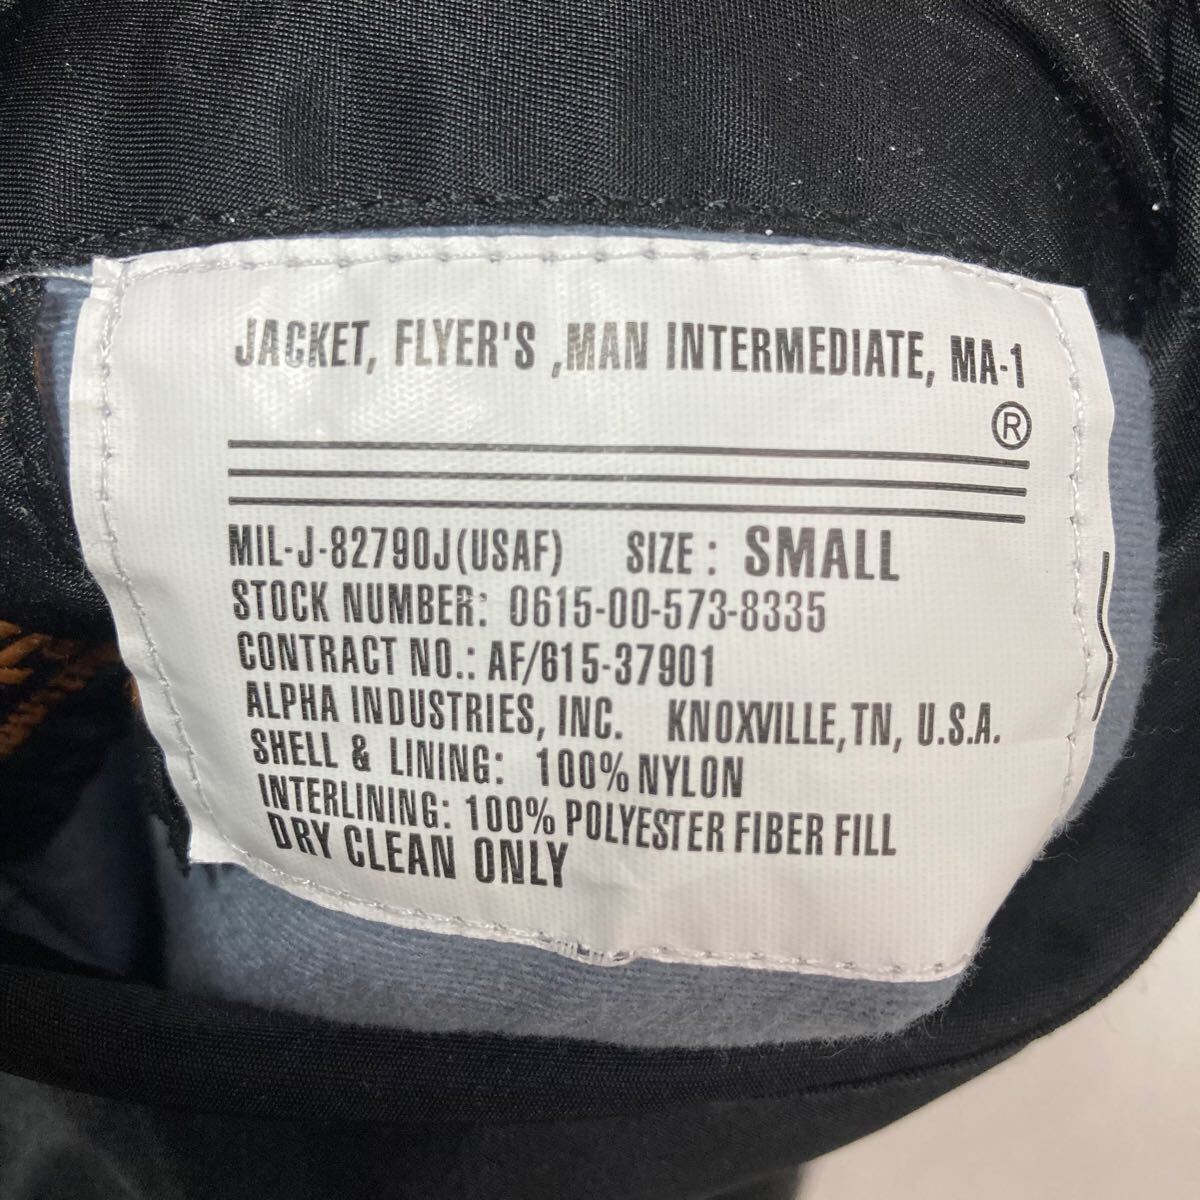 JACKET, FLYER'S ,MAN INTERMEDIATE, MA-1
®
MIL-J-82790J(USAF) SIZE: SMALL
STOCK NUMBER: 0615-00-573-8335
CONTRACT NO.: AF/615-37901
ALPHA INDUSTRIES, INC. KNOXVILLE,TN, U.S.A.
SHELL & LINING: 100% NYLON
INTERLINING: 100% POLYESTER FIBER FILL
DRY CLEAN ONLY